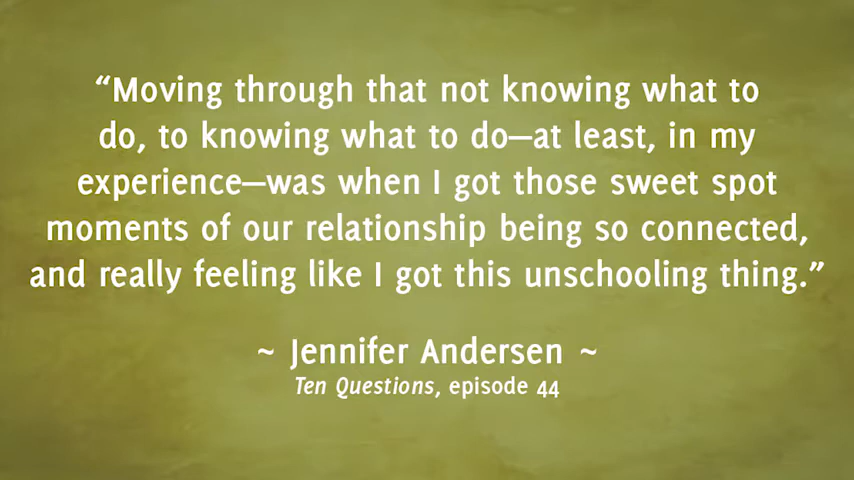 “Moving through that not knowing what to
do, to knowing what to do—at least, in my
experience—was when I got those sweet spot
moments of our relationship being so connected,
and really feeling like I got this unschooling thing.”
~ Jennifer Andersen ~
Ten Questions, episode 44